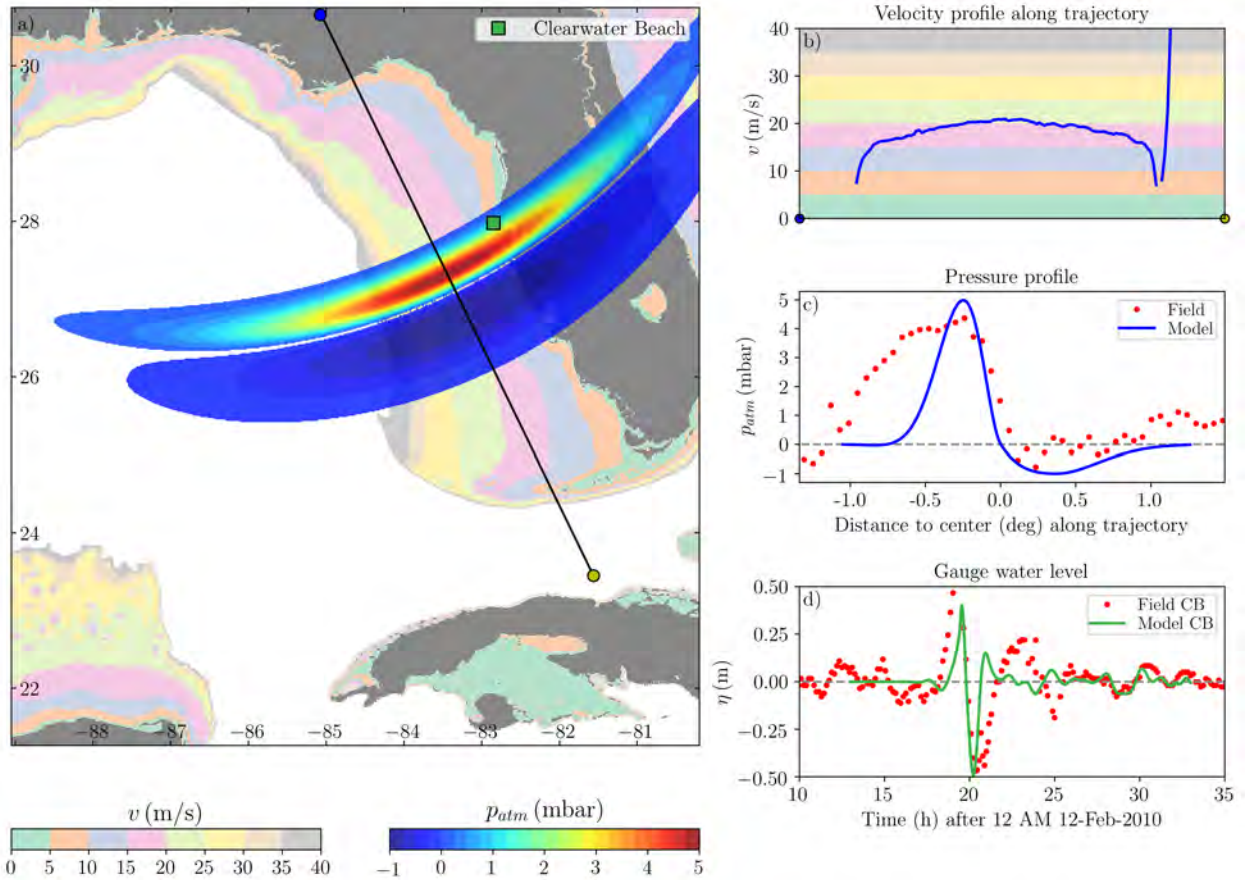 a)
Clearwater Beach
30
28
26
24
22
−88 −87 −86 −85 −84 −83 −82 −81
v (m/s)
0 5 10 15 20 25 30 35 40
p_atm (mbar)
−1 0 1 2 3 4 5
Velocity profile along trajectory
b)
v (m/s)
40
30
20
10
0
Pressure profile
c)
Field
Model
p_atm (mbar)
5
4
3
2
1
0
−1
-1.0 -0.5 0.0 0.5 1.0
Distance to center (deg) along trajectory
Gauge water level
d)
Field CB
Model CB
η (m)
0.50
0.25
0.00
−0.25
−0.50
10 15 20 25 30 35
Time (h) after 12 AM 12-Feb-2010